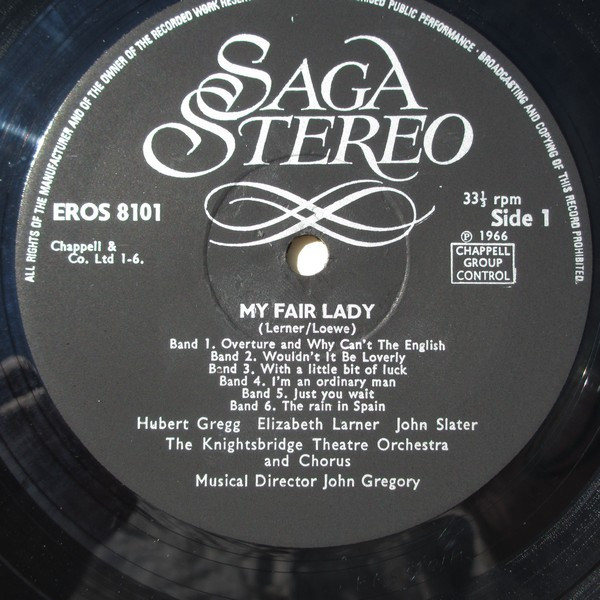 ALL RIGHTS OF THE MANUFACTURER AND OF THE OWNER OF THE RECORDED WORK
PUBLIC PERFORMANCE · BROADCASTING AND COPYING OF THIS RECORD PROHIBITED.
SAGA
STEREO
EROS 8101
33⅓ rpm
Side 1
Chappell &
Co. Ltd 1-6.
℗ 1966
CHAPPELL
GROUP
CONTROL
MY FAIR LADY
(Lerner/Loewe)
Band 1. Overture and Why Can't The English
Band 2. Wouldn't It Be Loverly
Band 3. With a little bit of luck
Band 4. I'm an ordinary man
Band 5. Just you wait
Band 6. The rain in Spain
Hubert Gregg Elizabeth Larner John Slater
The Knightsbridge Theatre Orchestra
and Chorus
Musical Director John Gregory